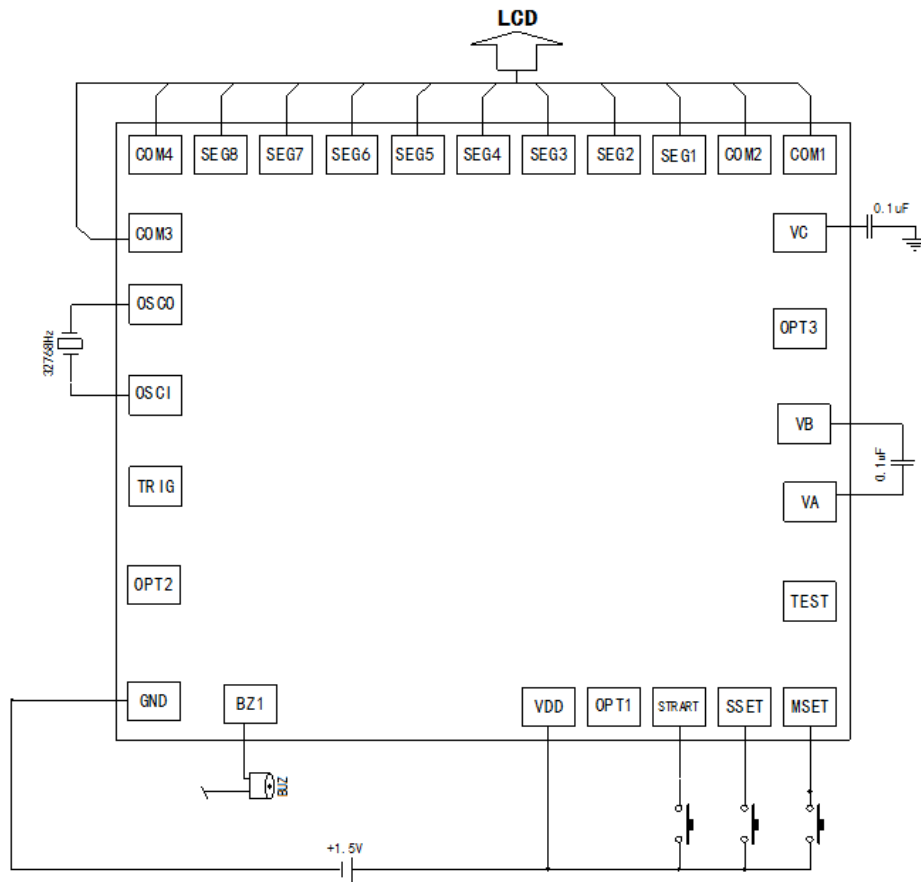 LCD
COM4 SEG8 SEG7 SEG6 SEG5 SEG4 SEG3 SEG2 SEG1 COM2 COM1
COM3
VC
0.1uF
OSCO
OPT3
32768Hz
OSCI
VB
0.1uF
TRIG
VA
OPT2
TEST
GND
BZ1
VDD OPT1 STRART SSET MSET
BUZ
+1.5V